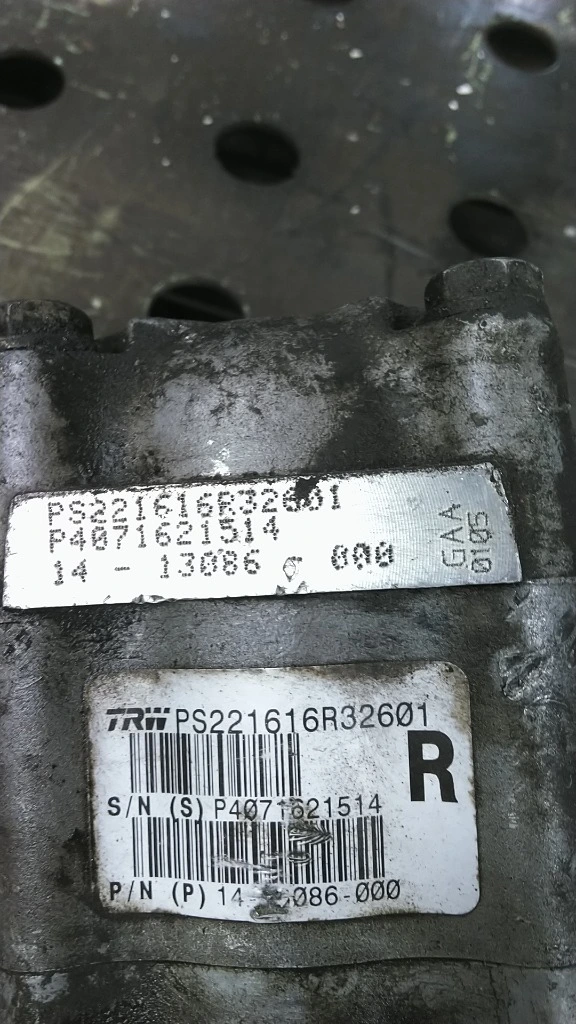 PS221616R32601
P4071621514
14 - 13086 000
GAA
0105
TRW PS221616R32601
R
S/N (S) P4071621514
P/N (P) 14 086-000